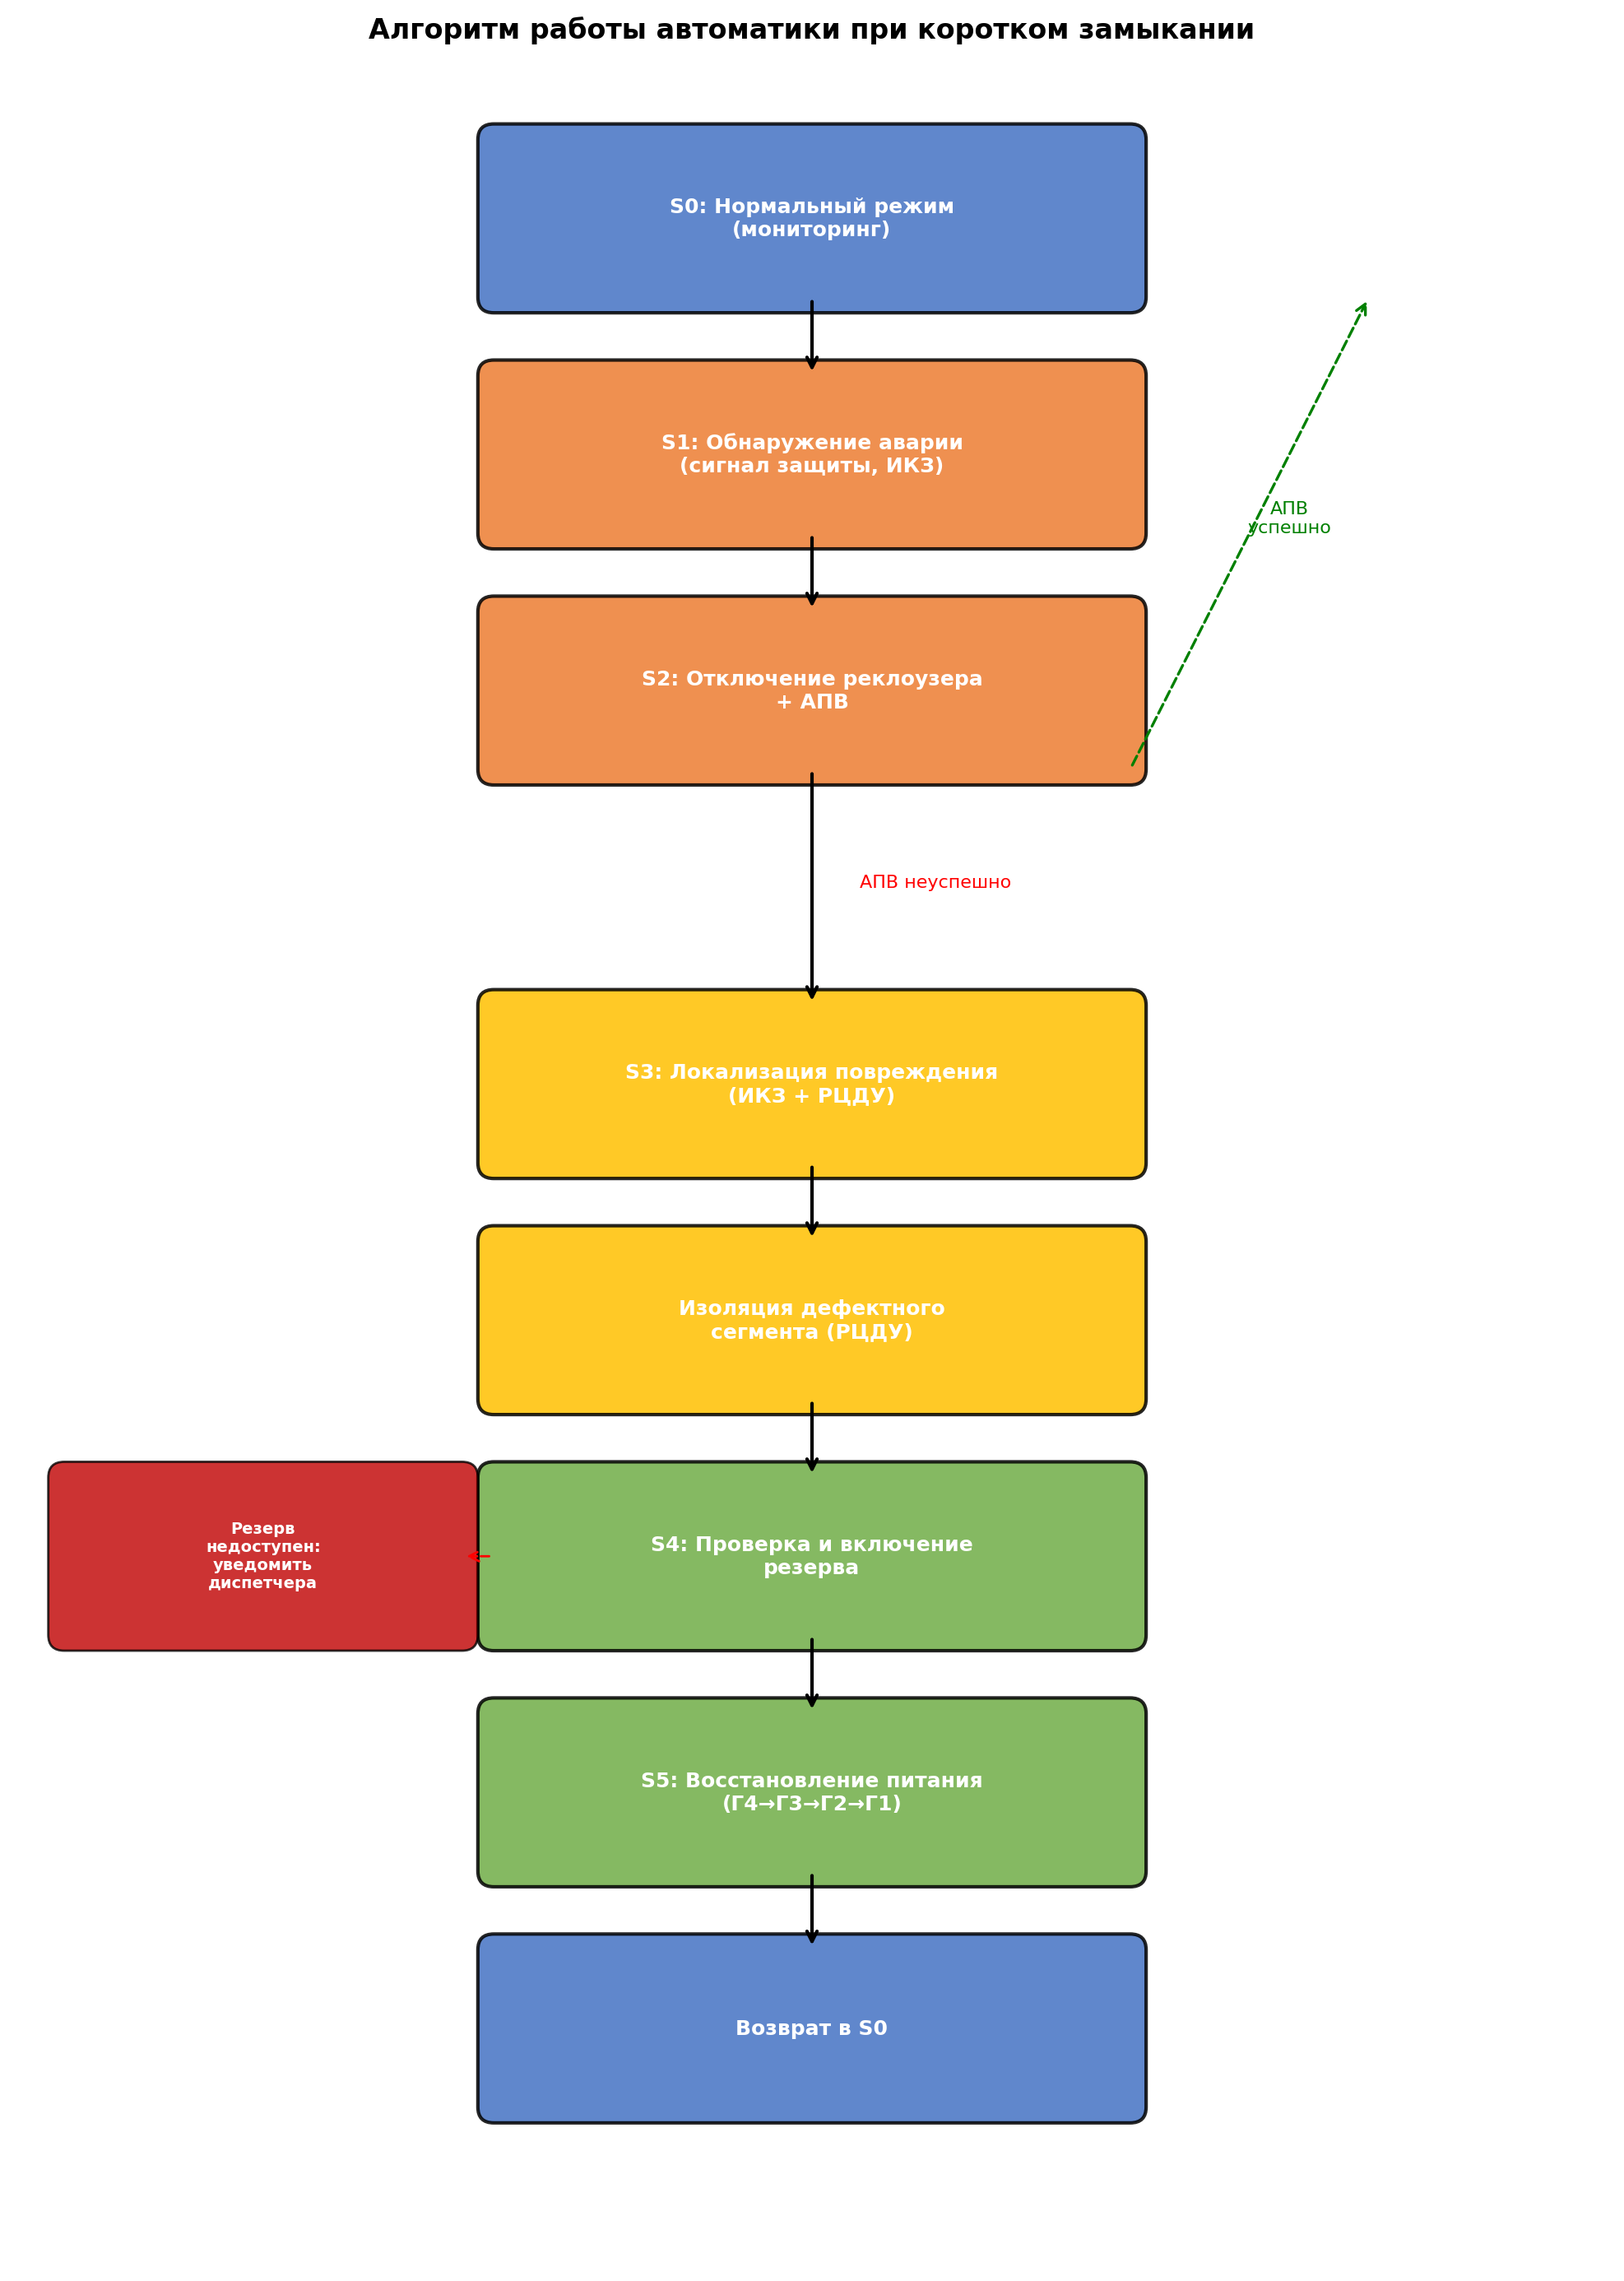 Алгоритм работы автоматики при коротком замыкании
S0: Нормальный режим
(мониторинг)
S1: Обнаружение аварии
(сигнал защиты, ИКЗ)
АПВ
успешно
S2: Отключение реклоузера
+ АПВ
АПВ неуспешно
S3: Локализация повреждения
(ИКЗ + РЦДУ)
Изоляция дефектного
сегмента (РЦДУ)
Резерв
недоступен:
уведомить
диспетчера
S4: Проверка и включение
резерва
S5: Восстановление питания
(Г4→Г3→Г2→Г1)
Возврат в S0